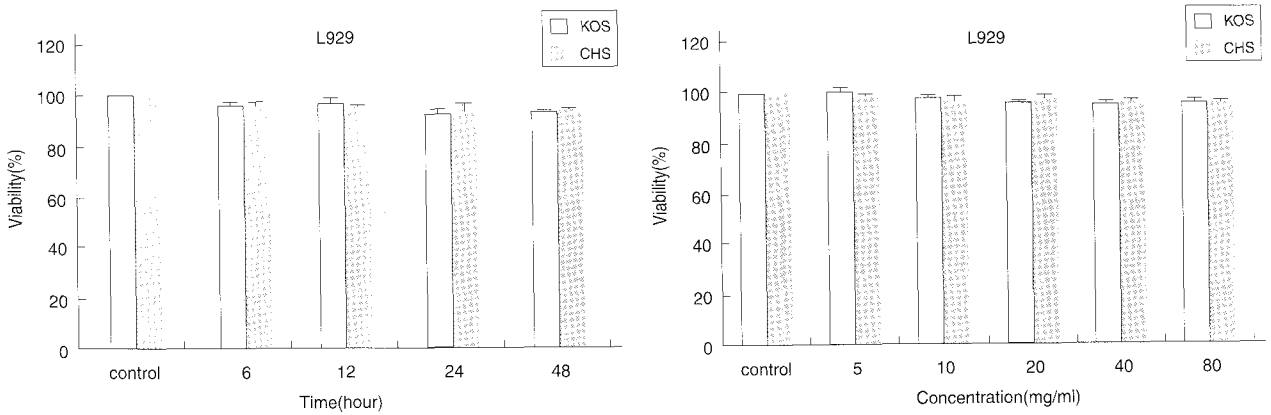 L929
KOS
CHS
Viability(%)
120
100
80
60
40
20
0
control 6 12 24 48
Time(hour)
L929
KOS
CHS
Viability(%)
120
100
80
60
40
20
0
control 5 10 20 40 80
Concentration(mg/ml)